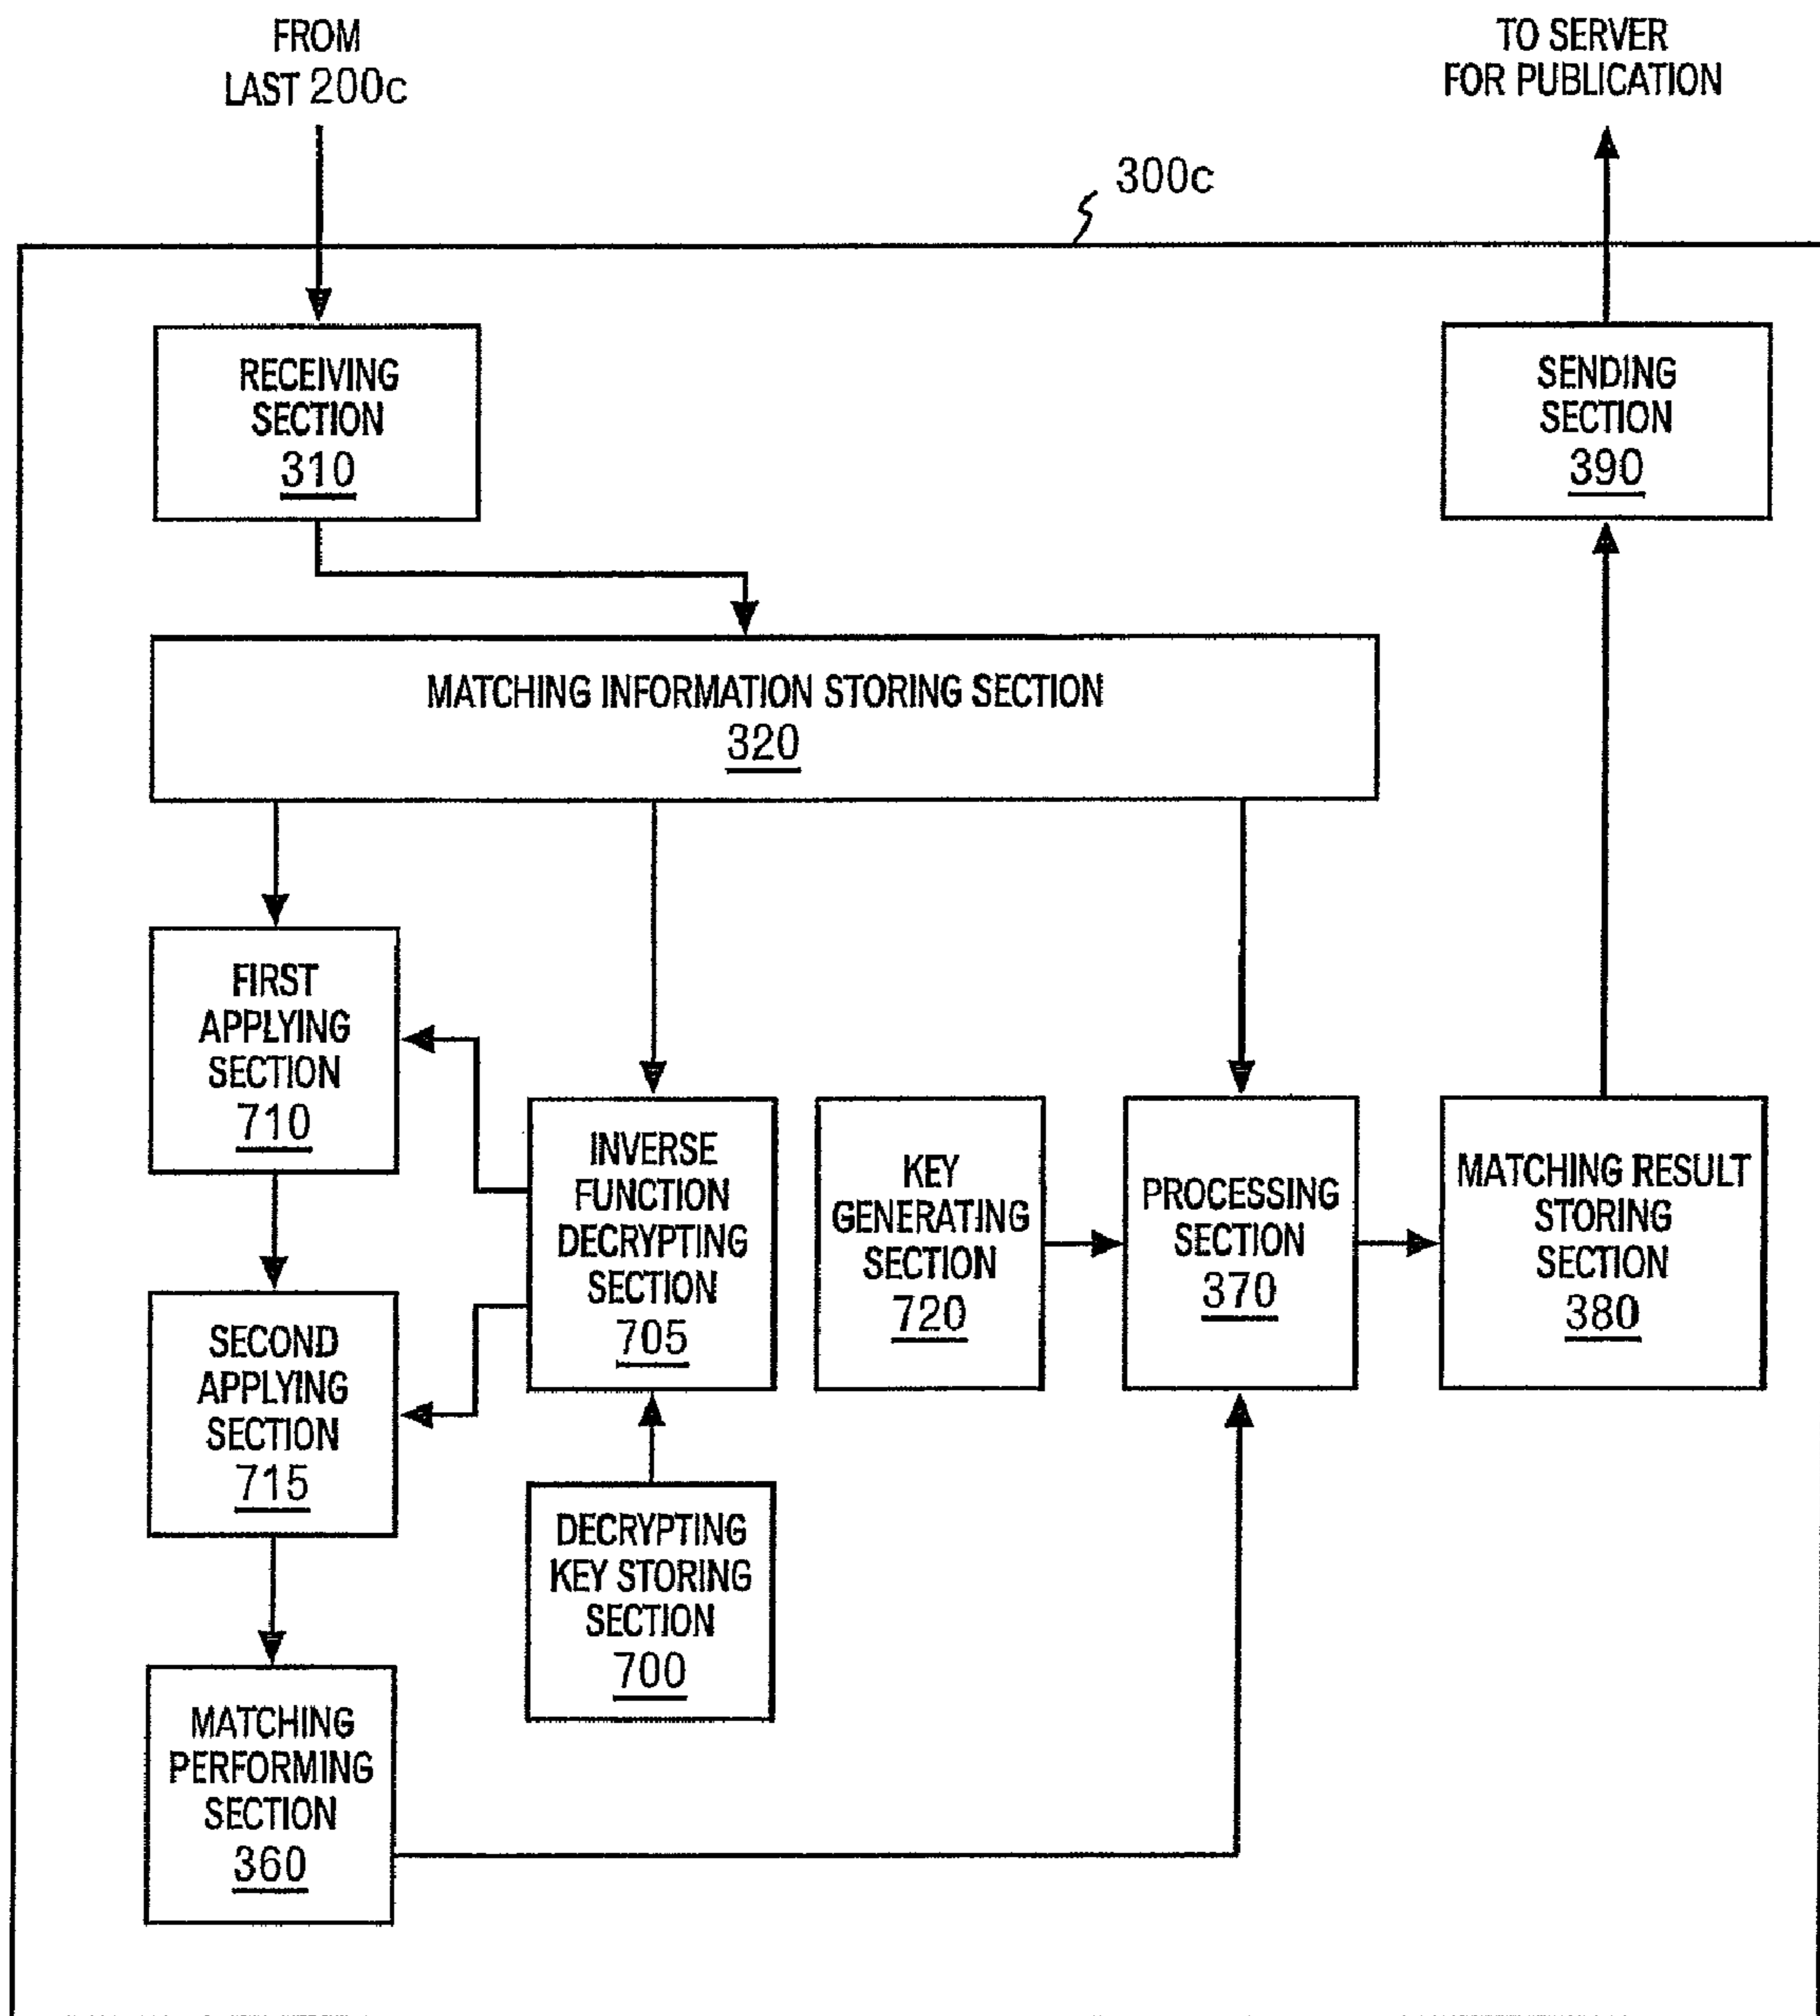 FROM
LAST 200c
TO SERVER
FOR PUBLICATION
300c
RECEIVING
SECTION
310
SENDING
SECTION
390
MATCHING INFORMATION STORING SECTION
320
FIRST
APPLYING
SECTION
710
INVERSE
FUNCTION
DECRYPTING
SECTION
705
KEY
GENERATING
SECTION
720
PROCESSING
SECTION
370
MATCHING RESULT
STORING
SECTION
380
SECOND
APPLYING
SECTION
715
DECRYPTING
KEY STORING
SECTION
700
MATCHING
PERFORMING
SECTION
360